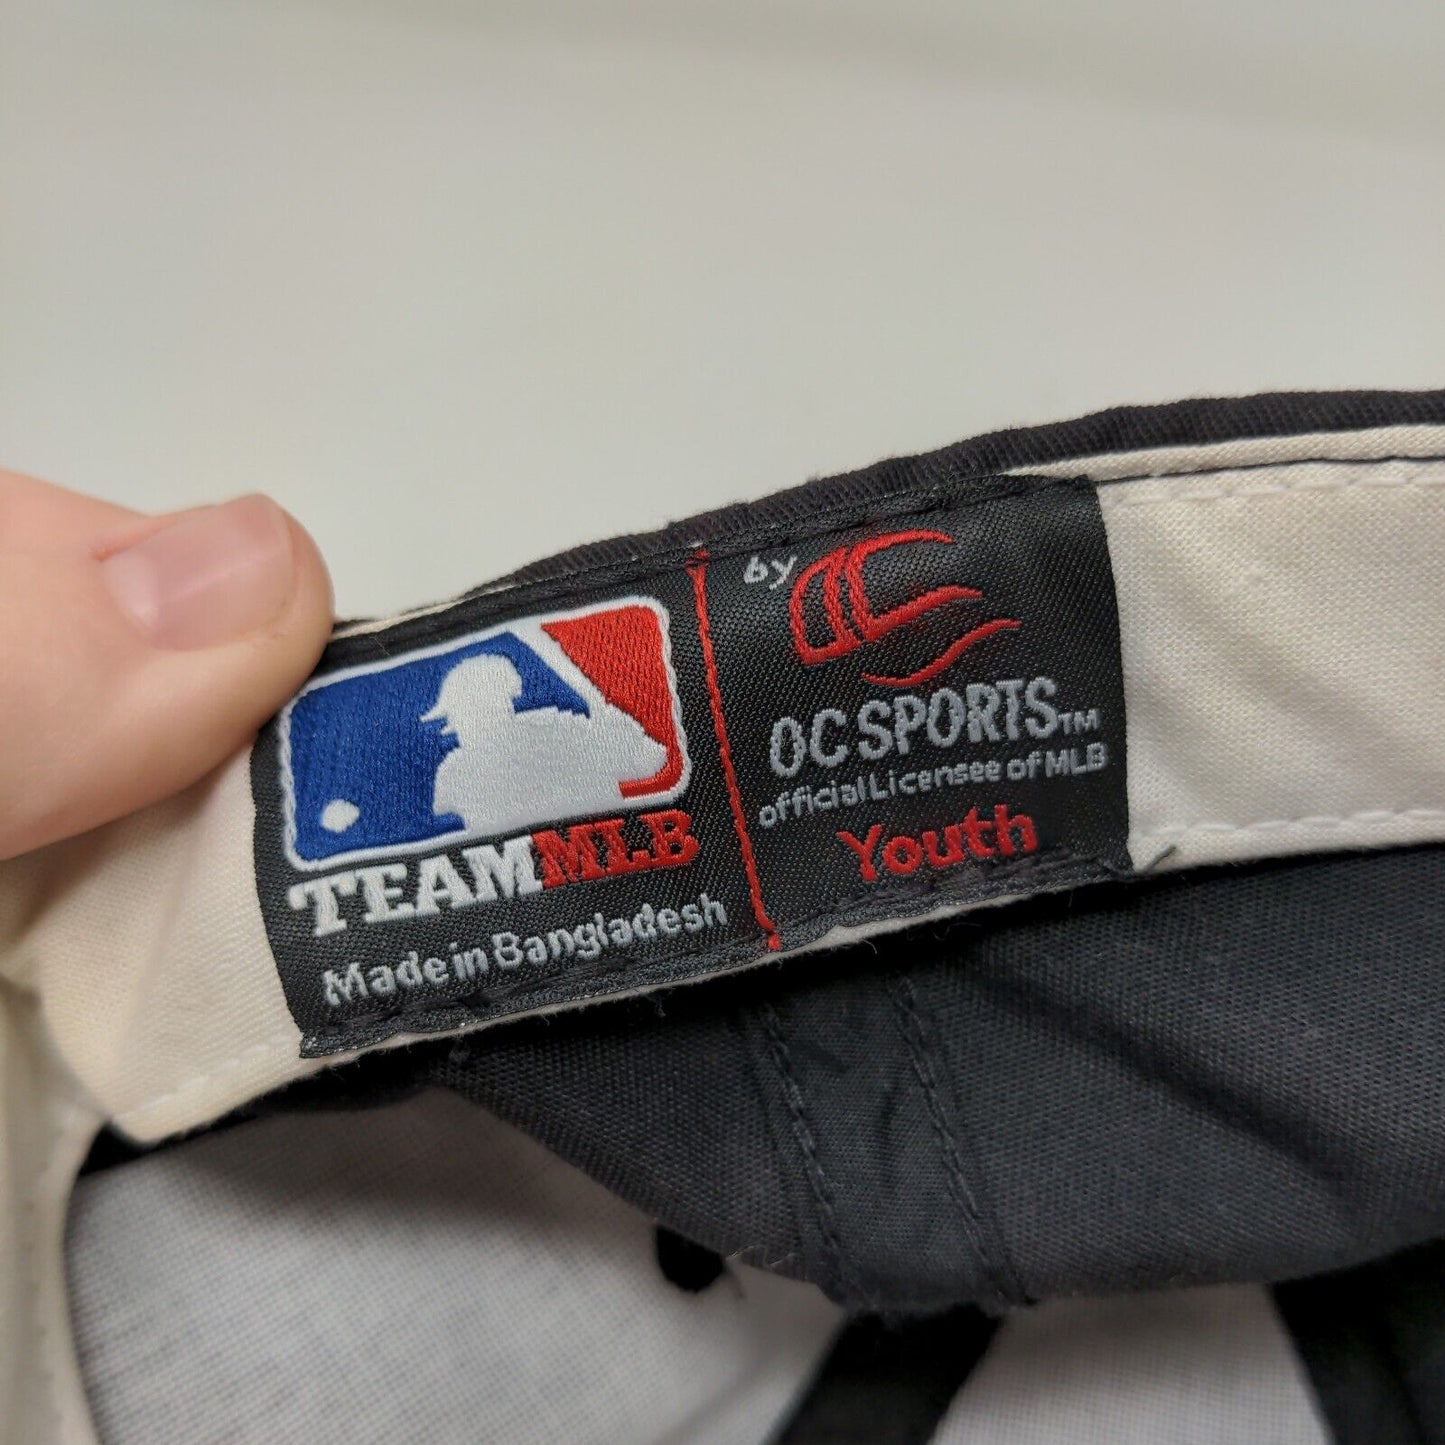 TEAMMLB
Made in Bangladesh
by
OC SPORTS™
official Licensee of MLB
Youth